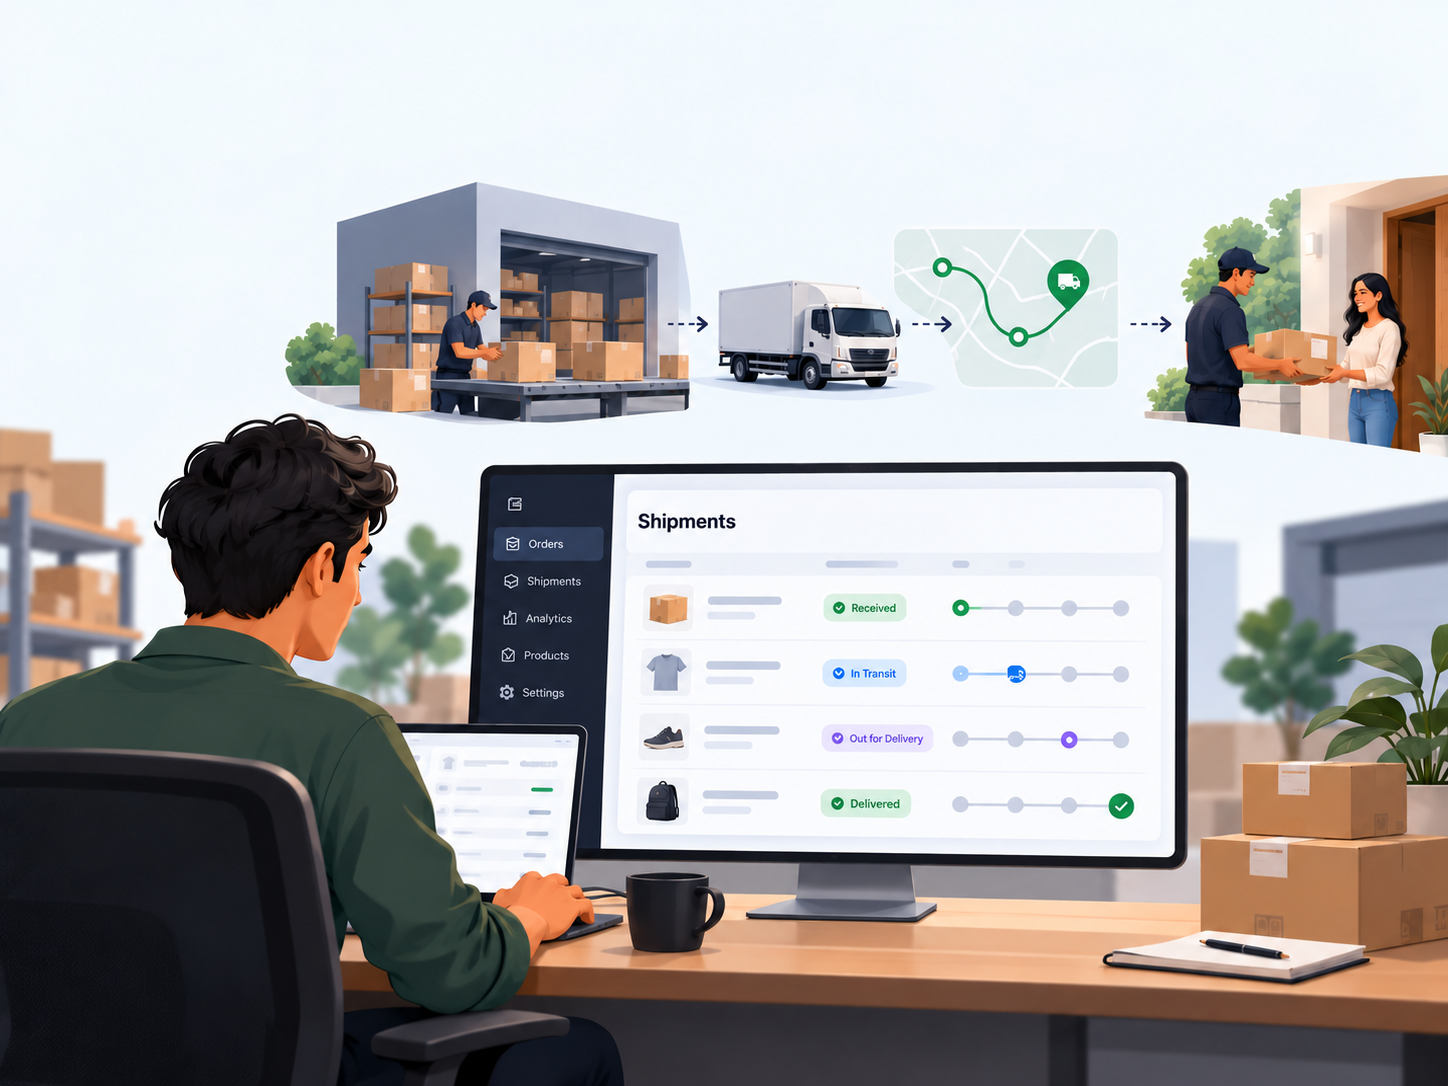 Shipments
Orders
Shipments
Analytics
Products
Settings
Received
In Transit
Out for Delivery
Delivered